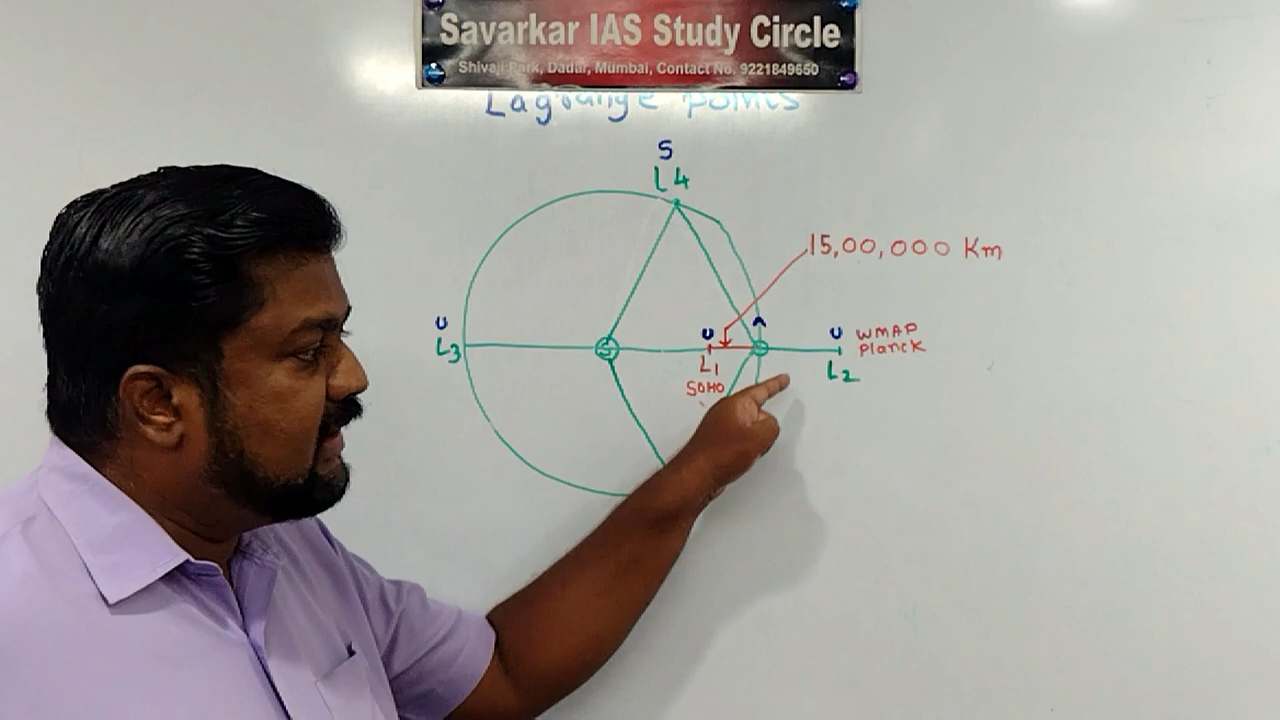 Savarkar IAS Study Circle
Shivaji Park, Dadar, Mumbai, Contact No. 9221849650
Lagrange points
S
L4
15,00,000 Km
U
L3
U
L1
SOHO
U
L2
WMAP
Planck